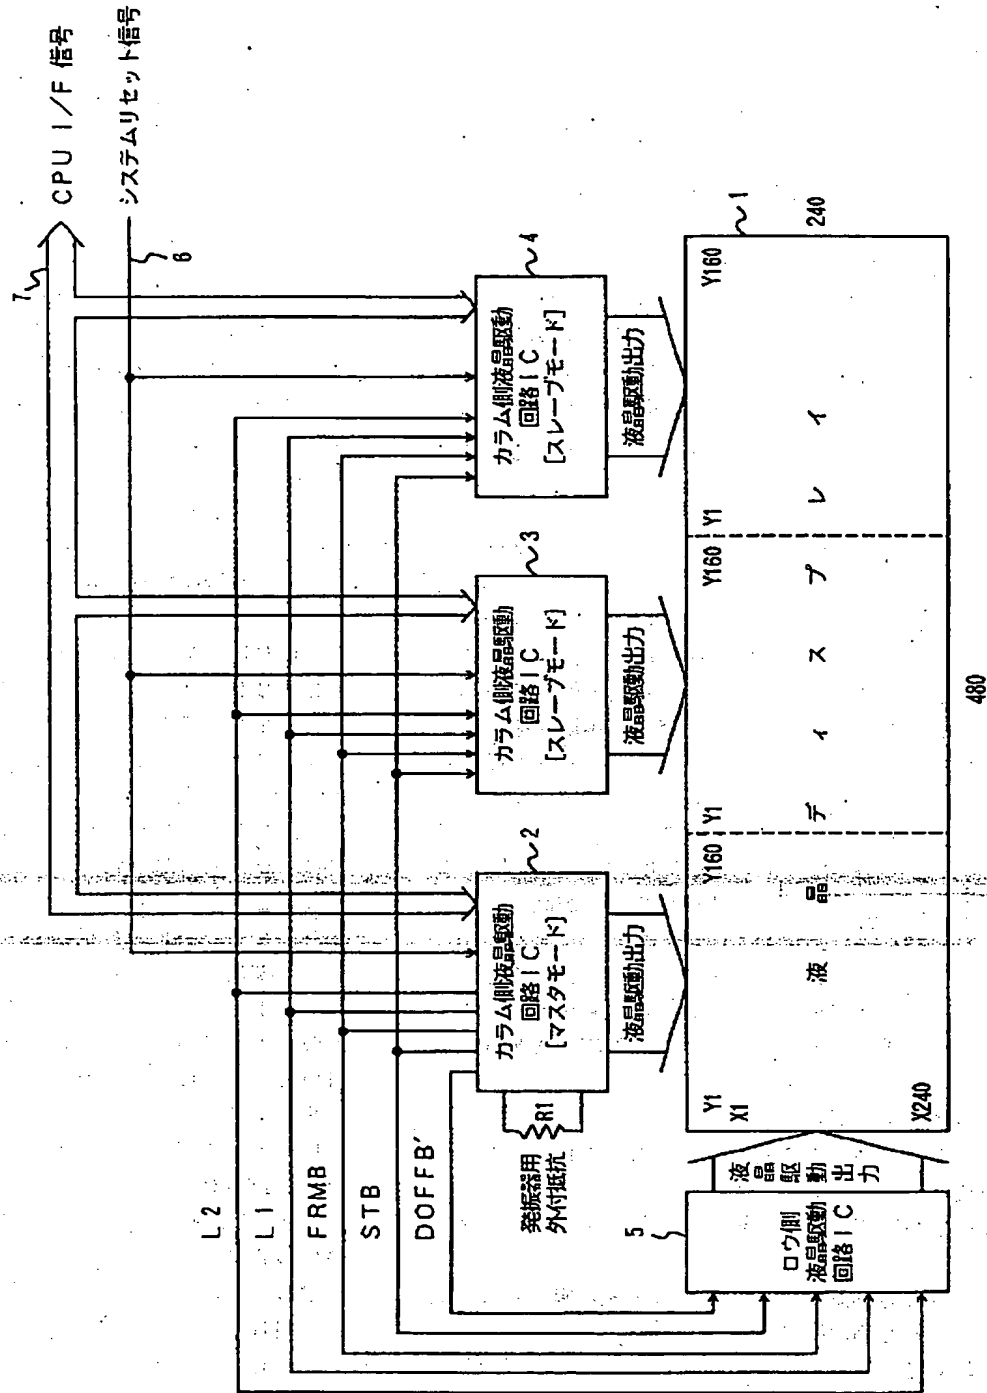 7
CPU I/F 信号
システムリセット信号
6
L2
L1
FRMB
STB
DOFFB'
2
カラム側液晶駆動
回路IC
[マスタモード]
3
カラム側液晶駆動
回路IC
[スレーブモード]
4
カラム側液晶駆動
回路IC
[スレーブモード]
R1
発振器用
外付抵抗
液晶駆動出力
液晶駆動出力
液晶駆動出力
5
ロウ側
液晶駆動
回路IC
液晶駆動出力
1
Y1
X1
X240
Y160
Y1
Y160
Y1
Y160
液晶ディスプレイ
240
480